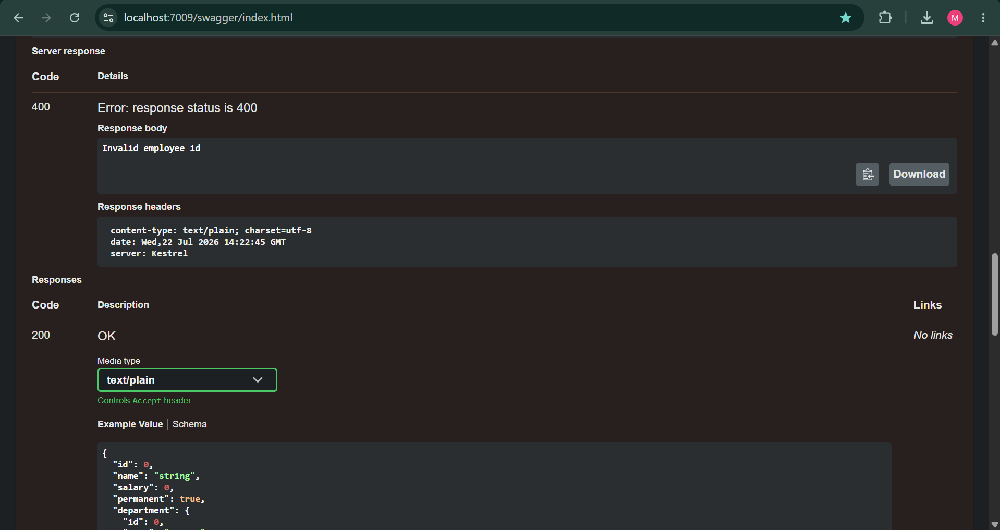 localhost:7009/swagger/index.html
M
Server response
Code Details
400 Error: response status is 400
Response body
Invalid employee id
Download
Response headers
content-type: text/plain; charset=utf-8
date: Wed,22 Jul 2026 14:22:45 GMT
server: Kestrel
Responses
Code Description Links
200 OK No links
Media type
text/plain
Controls Accept header.
Example Value Schema
{
"id": 0,
"name": "string",
"salary": 0,
"permanent": true,
"department": {
"id": 0,